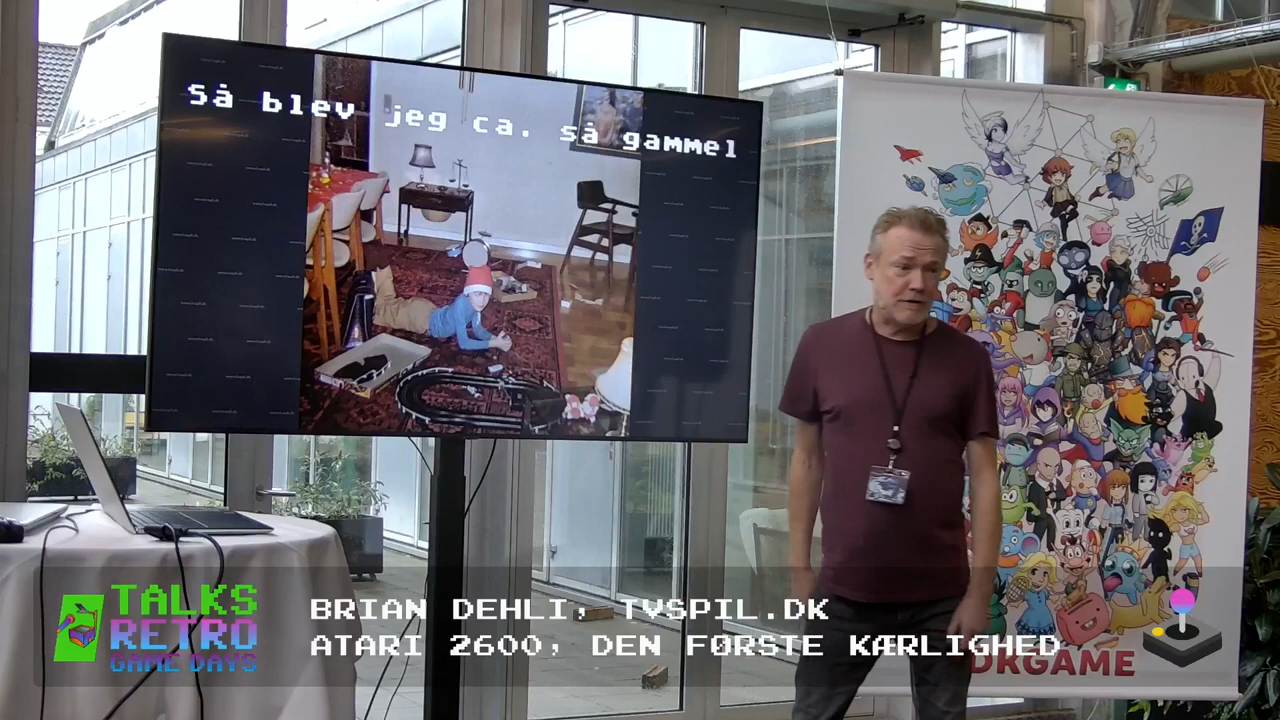 Så blev jeg ca. så gammel
TALKS
RETRO
GAME DAYS
BRIAN DEHLI, TVSPIL.DK
ATARI 2600, DEN FØRSTE KÆRLIGHED
DKGAME